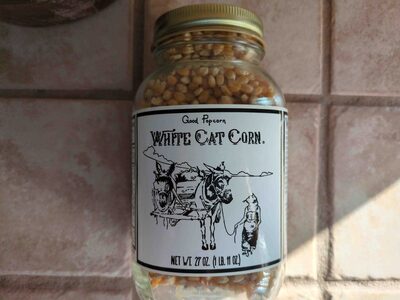 Good Popcorn
WHITE CAT CORN.
NET WT. 27 OZ. (1 LB. 11 OZ.)